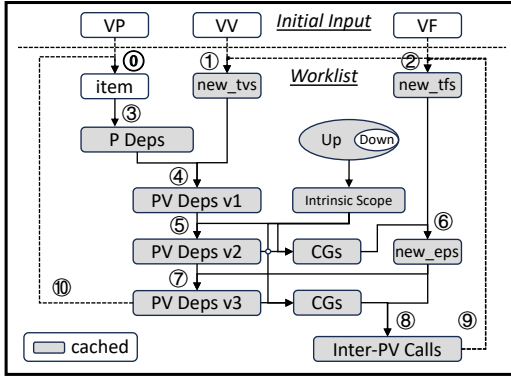 VP VV Initial Input VF
⓪ ① ②
item new_tvs Worklist new_tfs
③
P Deps Up Down
④
PV Deps v1 Intrinsic Scope
⑤ ⑥
PV Deps v2 CGs new_eps
⑦
⑩ PV Deps v3 CGs
⑧ ⑨
cached Inter-PV Calls